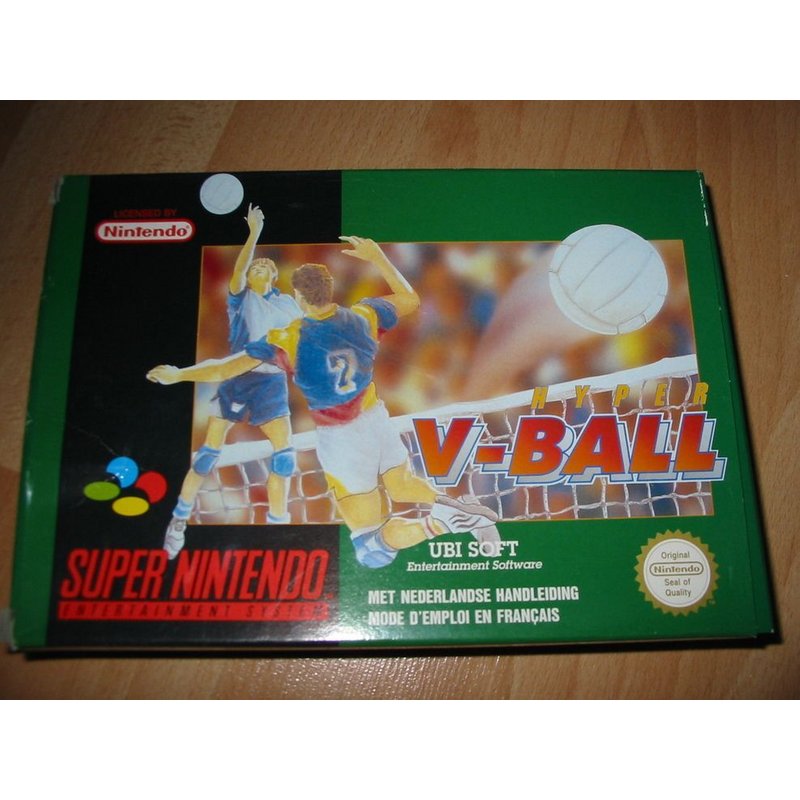 LICENSED BY
Nintendo
2
HYPER
V-BALL
UBI SOFT
Entertainment Software
SUPER NINTENDO
ENTERTAINMENT SYSTEM
MET NEDERLANDSE HANDLEIDING
MODE D'EMPLOI EN FRANÇAIS
Original
Nintendo
Seal of
Quality